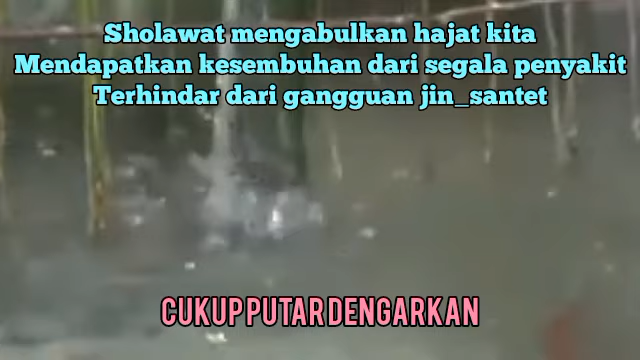 Sholawat mengabulkan hajat kita
Mendapatkan kesembuhan dari segala penyakit
Terhindar dari gangguan jin_santet
CUKUP PUTAR DENGARKAN